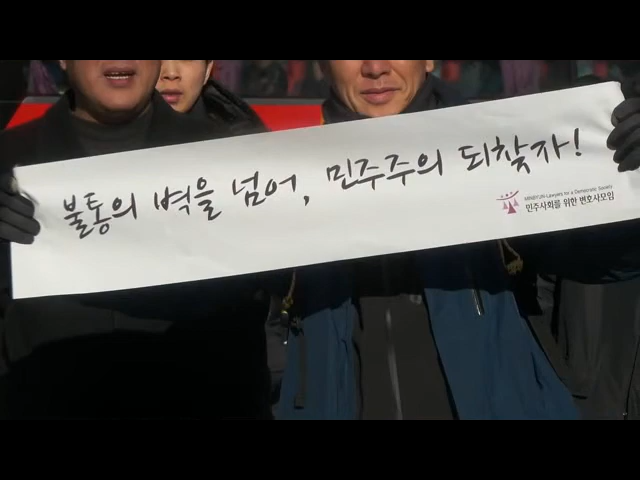 불통의 벽을 넘어, 민주주의 되찾자!
MINBYUN-Lawyers for a Democratic Society
민주사회를 위한 변호사모임